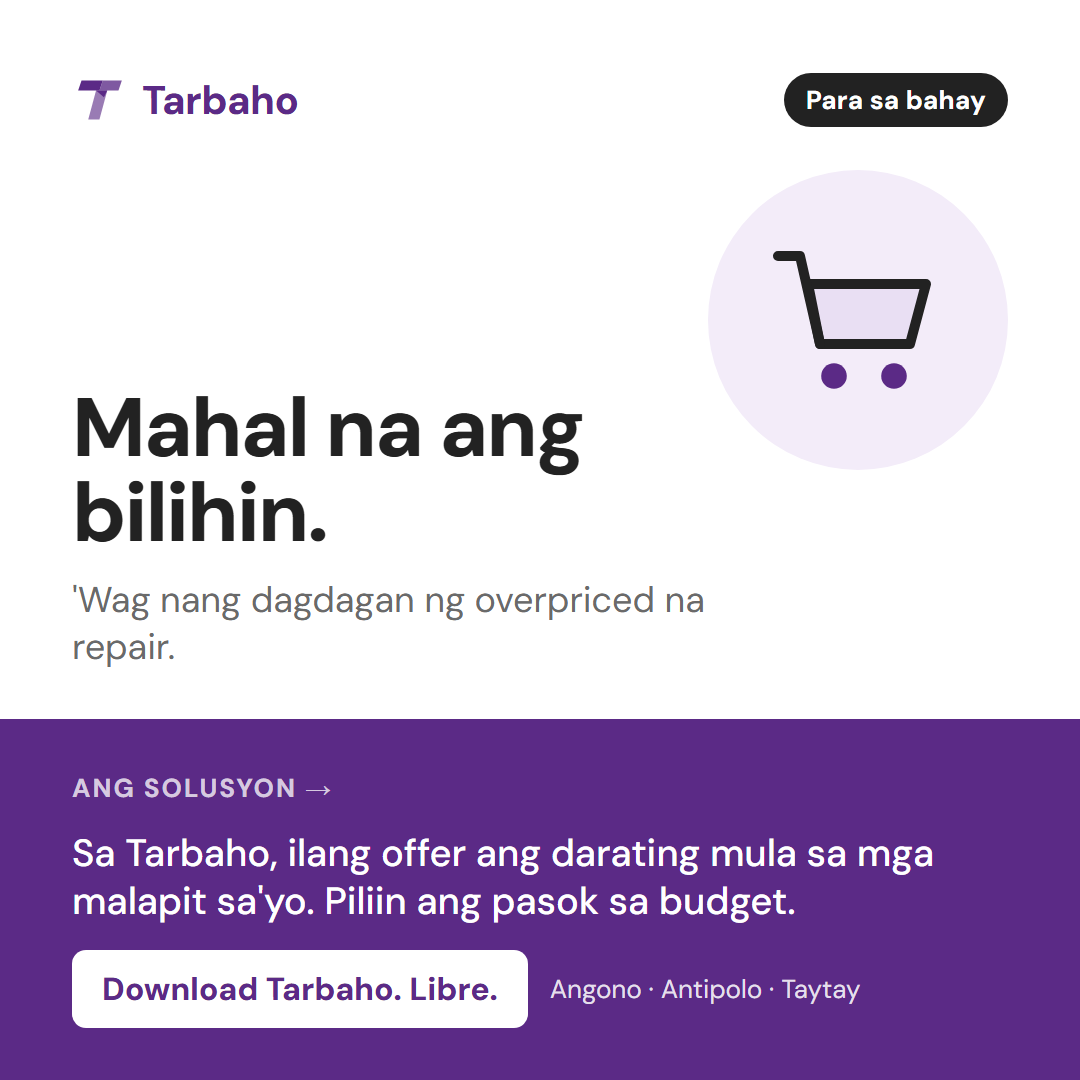 Tarbaho
Para sa bahay
Mahal na ang
bilihin.
'Wag nang dagdagan ng overpriced na
repair.
ANG SOLUSYON →
Sa Tarbaho, ilang offer ang darating mula sa mga
malapit sa'yo. Piliin ang pasok sa budget.
Download Tarbaho. Libre.
Angono · Antipolo · Taytay